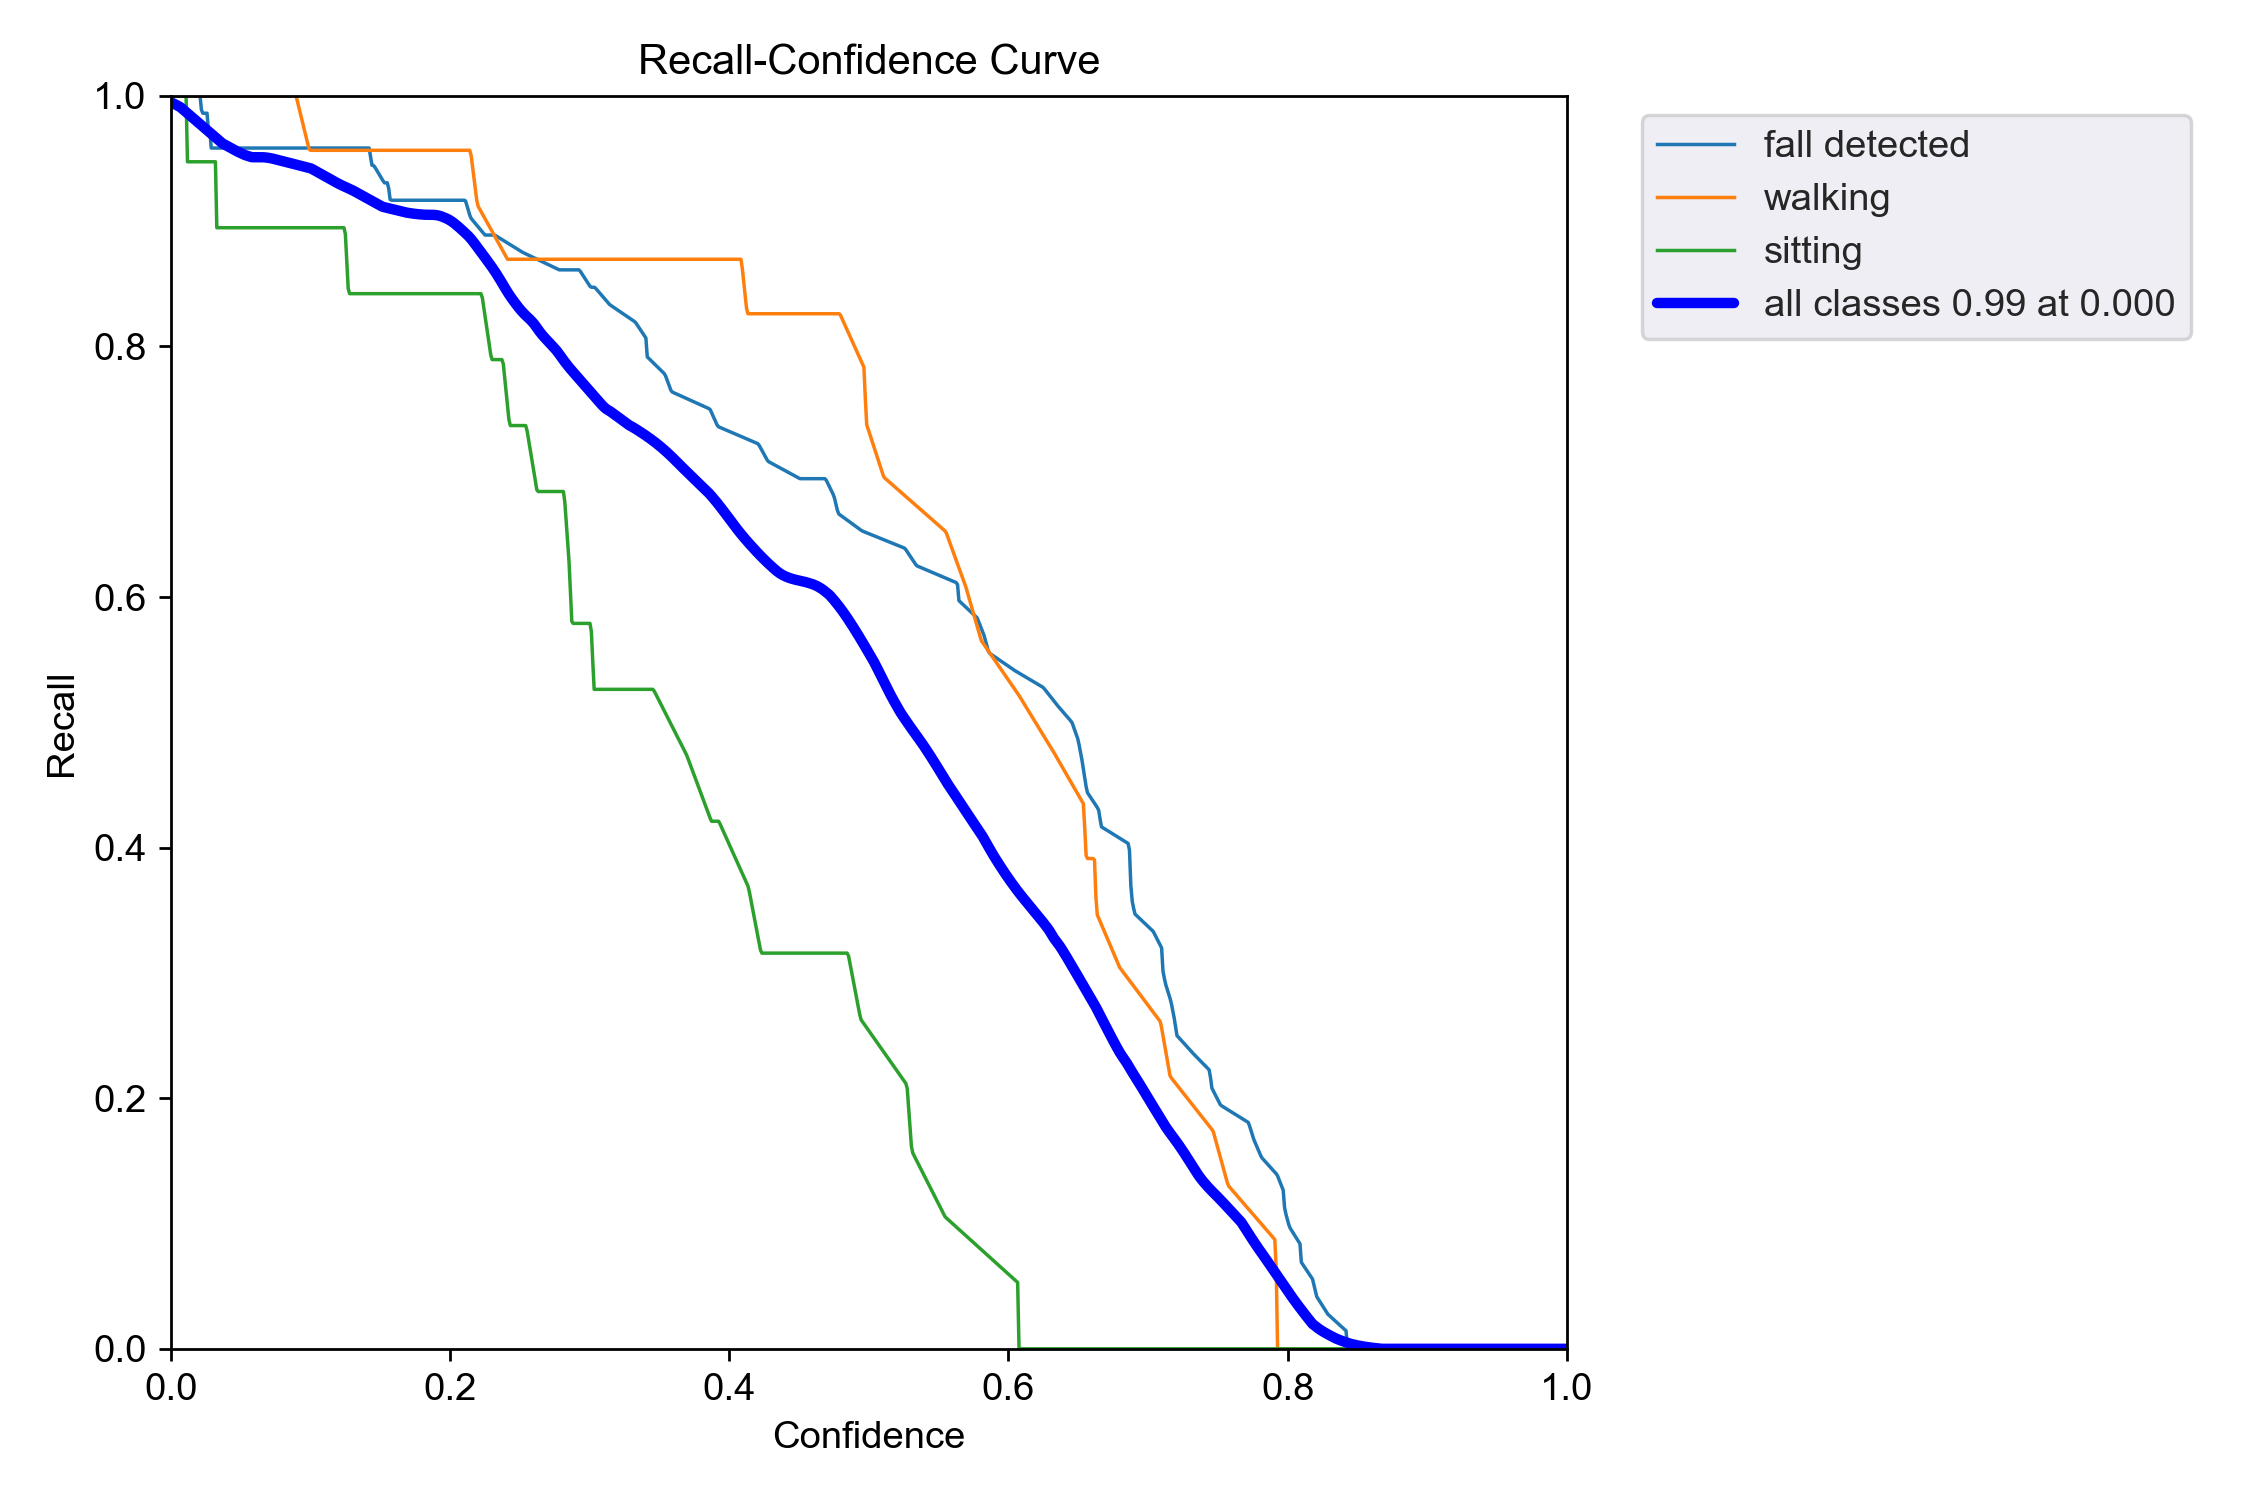 Recall-Confidence Curve
1.0
0.8
0.6
0.4
0.2
0.0
Recall
0.0 0.2 0.4 0.6 0.8 1.0
Confidence
fall detected
walking
sitting
all classes 0.99 at 0.000